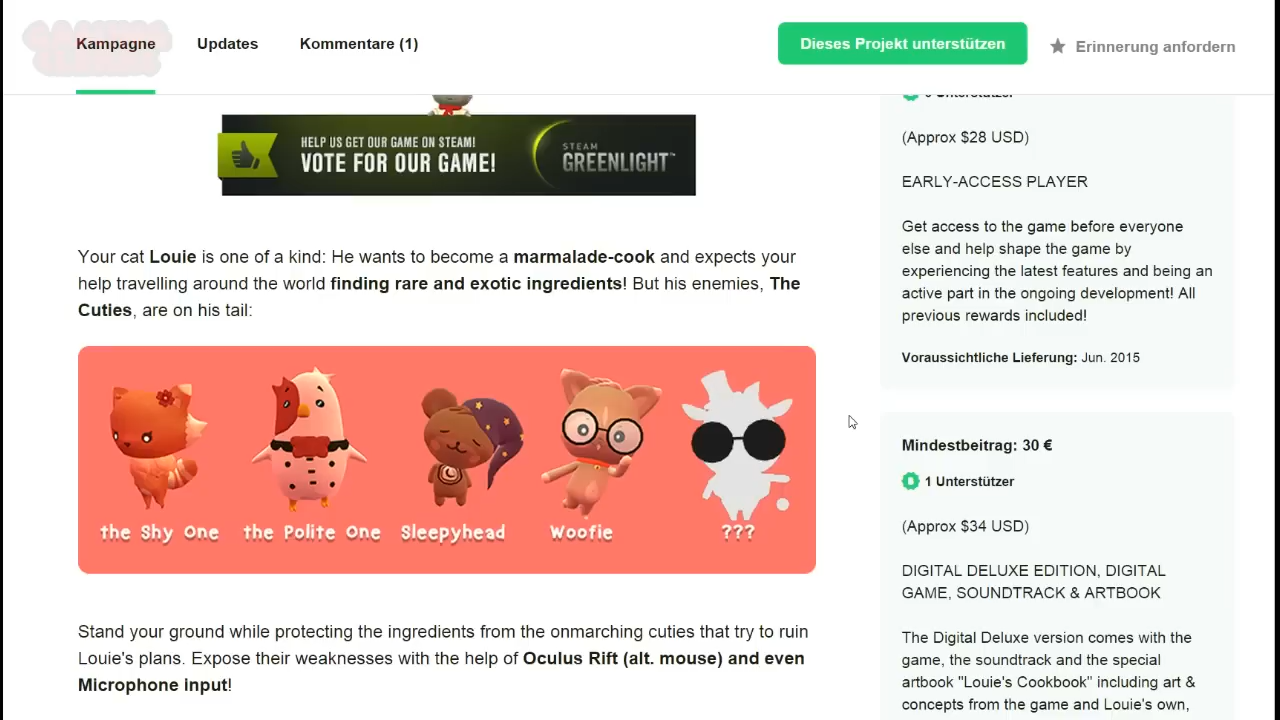 Kampagne
Updates
Kommentare (1)
Dieses Projekt unterstützen
Erinnerung anfordern
HELP US GET OUR GAME ON STEAM!
VOTE FOR OUR GAME!
STEAM
GREENLIGHT™
Your cat Louie is one of a kind: He wants to become a marmalade-cook and expects your
help travelling around the world finding rare and exotic ingredients! But his enemies, The
Cuties, are on his tail:
the Shy One
the Polite One
Sleepyhead
Woofie
???
Stand your ground while protecting the ingredients from the onmarching cuties that try to ruin
Louie's plans. Expose their weaknesses with the help of Oculus Rift (alt. mouse) and even
Microphone input!
Unterstützer
(Approx $28 USD)
EARLY-ACCESS PLAYER
Get access to the game before everyone
else and help shape the game by
experiencing the latest features and being an
active part in the ongoing development! All
previous rewards included!
Voraussichtliche Lieferung: Jun. 2015
Mindestbeitrag: 30 €
1 Unterstützer
(Approx $34 USD)
DIGITAL DELUXE EDITION, DIGITAL
GAME, SOUNDTRACK & ARTBOOK
The Digital Deluxe version comes with the
game, the soundtrack and the special
artbook "Louie's Cookbook" including art &
concepts from the game and Louie's own,